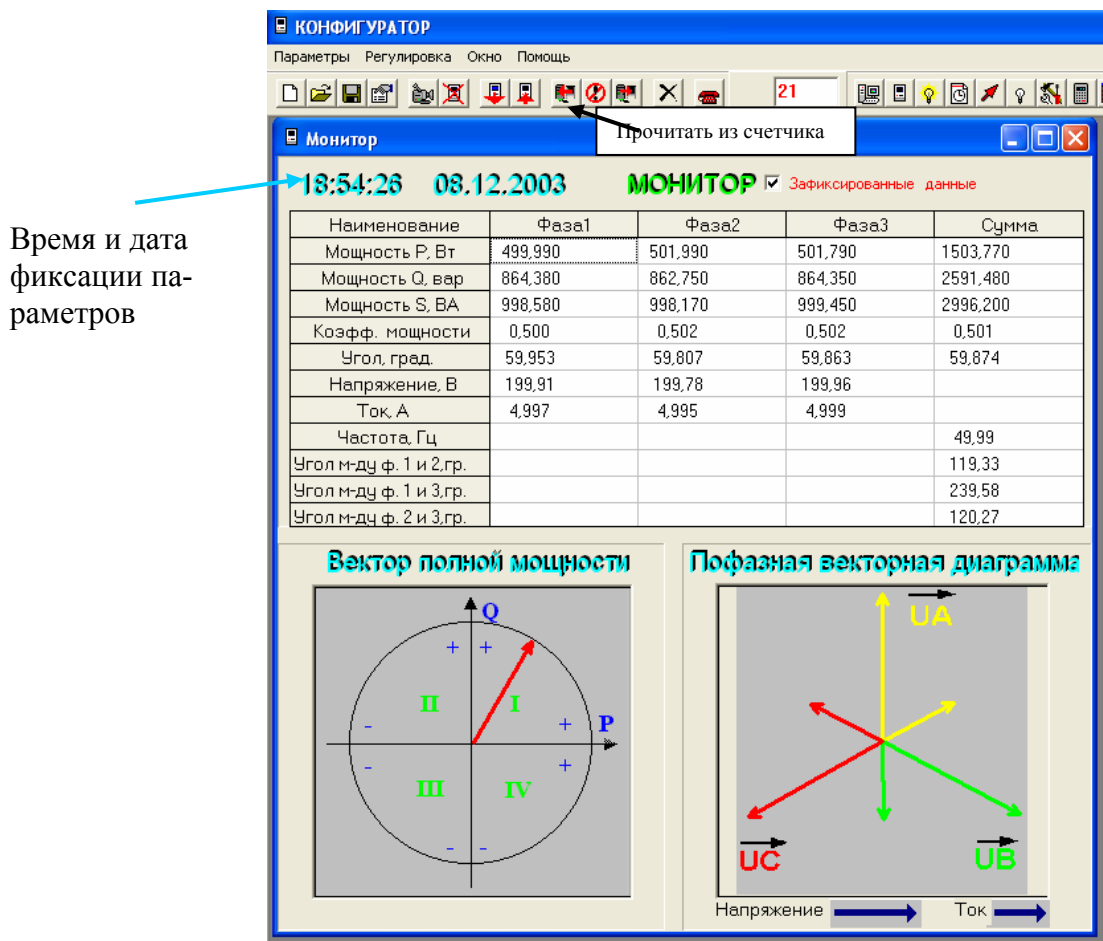 КОНФИГУРАТОР
Параметры Регулировка Окно Помощь
21
Прочитать из счетчика
Монитор
18:54:26 08.12.2003 МОНИТОР Зафиксированные данные
Время и дата
фиксации па-
раметров
Наименование Фаза1 Фаза2 Фаза3 Сумма
Мощность P, Вт 499,990 501,990 501,790 1503,770
Мощность Q, вар 864,380 862,750 864,350 2591,480
Мощность S, ВА 998,580 998,170 999,450 2996,200
Коэфф. мощности 0,500 0,502 0,502 0,501
Угол, град. 59,953 59,807 59,863 59,874
Напряжение, В 199,91 199,78 199,96
Ток, А 4,997 4,995 4,999
Частота, Гц 49,99
Угол м-ду ф. 1 и 2,гр. 119,33
Угол м-ду ф. 1 и 3,гр. 239,58
Угол м-ду ф. 2 и 3,гр. 120,27
Вектор полной мощности
Q
+ +
II I
- + P
- +
III IV
- -
Пофазная векторная диаграмма
UA
UC UB
Напряжение Ток